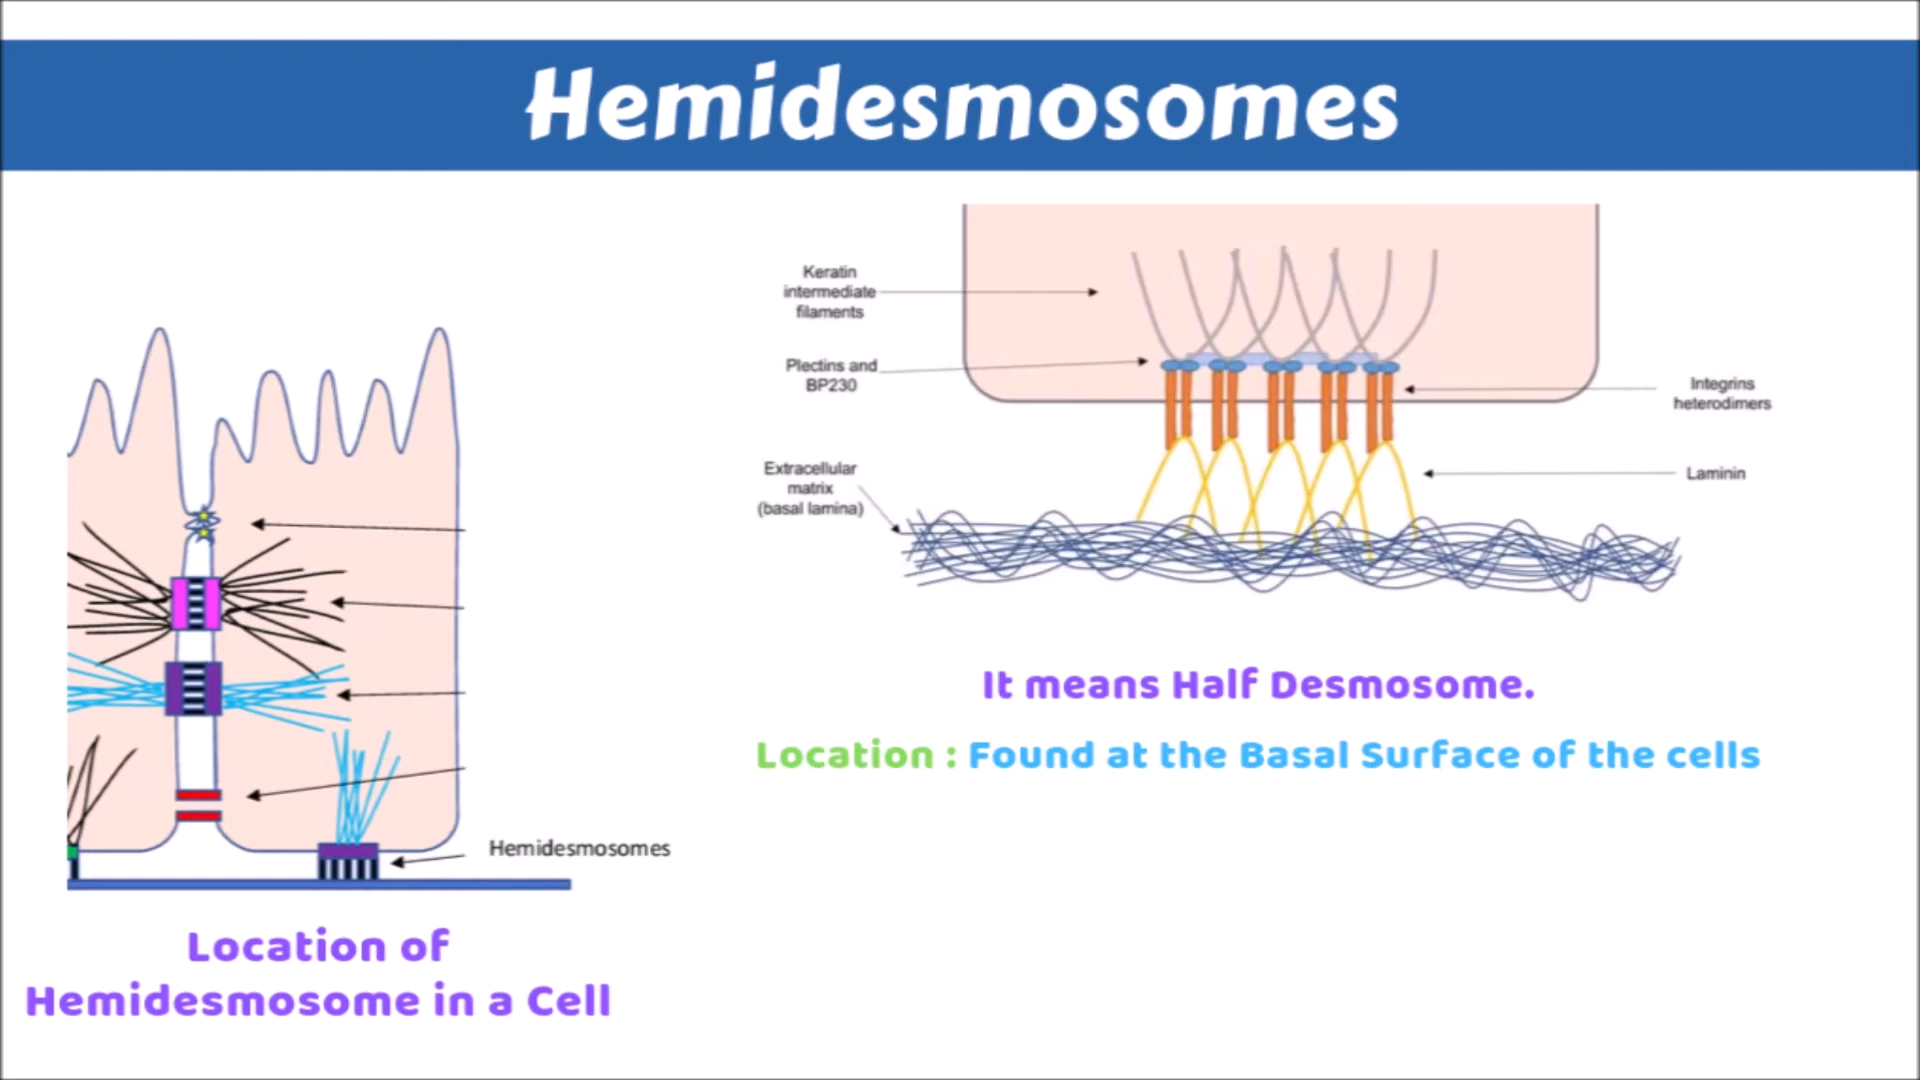 Hemidesmosomes
Keratin
intermediate
filaments
Plectins and
BP230
Integrins
heterodimers
Extracellular
matrix
(basal lamina)
Laminin
It means Half Desmosome.
Location : Found at the Basal Surface of the cells
Hemidesmosomes
Location of
Hemidesmosome in a Cell